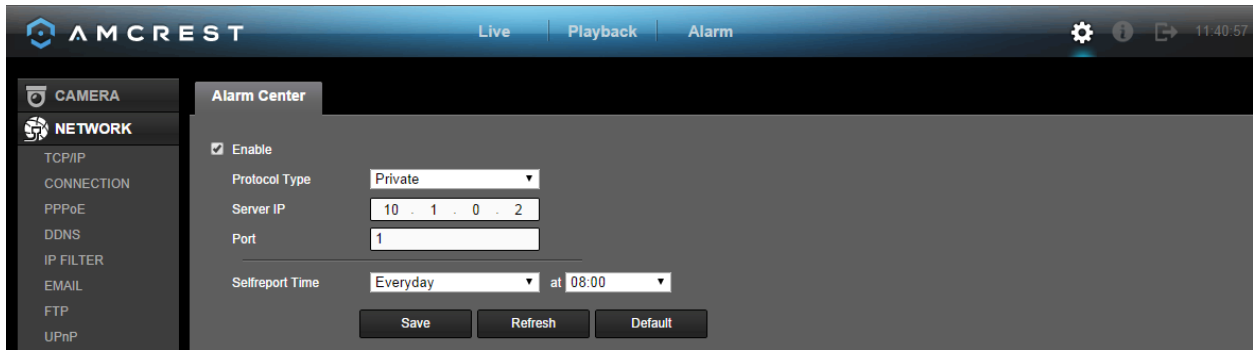 AMCREST Live Playback Alarm 11:40:57
CAMERA
NETWORK
TCP/IP
CONNECTION
PPPoE
DDNS
IP FILTER
EMAIL
FTP
UPnP
Alarm Center
Enable
Protocol Type Private
Server IP 10 . 1 . 0 . 2
Port 1
Selfreport Time Everyday at 08:00
Save Refresh Default